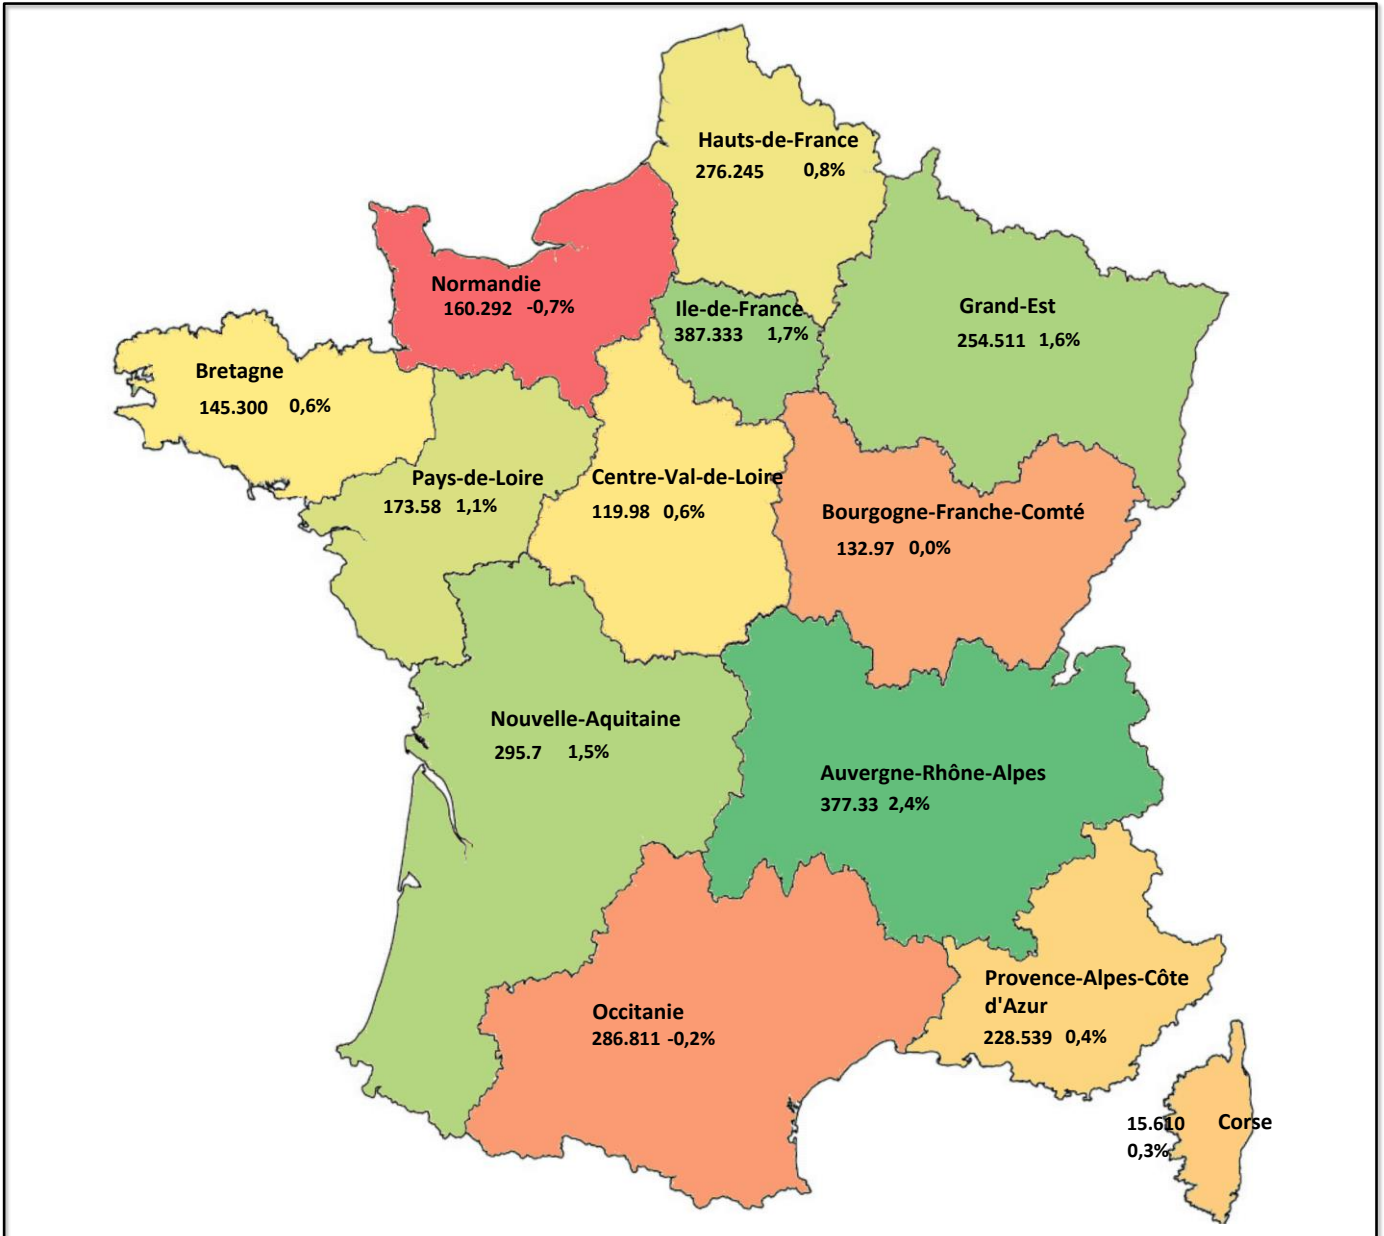 Hauts-de-France
276.245 0,8%
Normandie
160.292 -0,7%
Ile-de-France
387.333 1,7%
Grand-Est
254.511 1,6%
Bretagne
145.300 0,6%
Pays-de-Loire
173.58 1,1%
Centre-Val-de-Loire
119.98 0,6%
Bourgogne-Franche-Comté
132.97 0,0%
Nouvelle-Aquitaine
295.7 1,5%
Auvergne-Rhône-Alpes
377.33 2,4%
Occitanie
286.811 -0,2%
Provence-Alpes-Côte
d'Azur
228.539 0,4%
15.610 Corse
0,3%